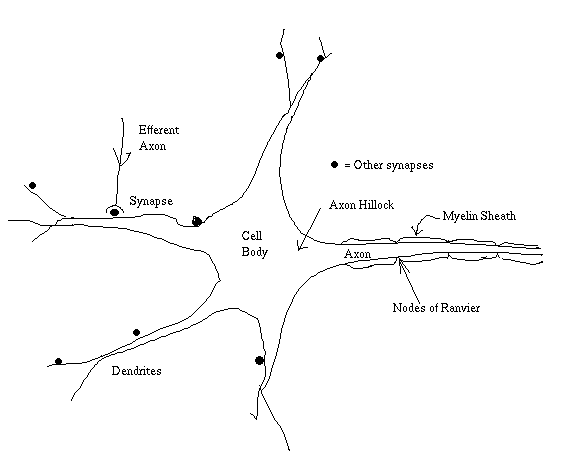 Efferent
Axon
= Other synapses
Synapse
Axon Hillock
Myelin Sheath
Cell
Body
Axon
Nodes of Ranvier
Dendrites